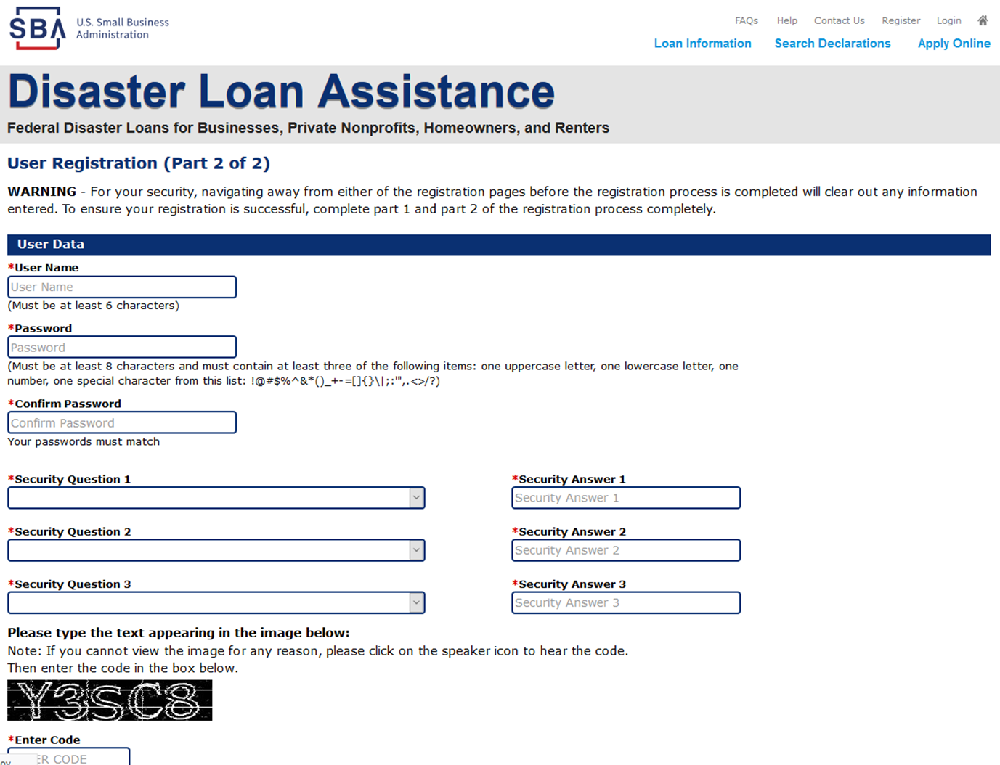 SBA
U.S. Small Business
Administration
FAQs Help Contact Us Register Login
Loan Information Search Declarations Apply Online
Disaster Loan Assistance
Federal Disaster Loans for Businesses, Private Nonprofits, Homeowners, and Renters
User Registration (Part 2 of 2)
WARNING - For your security, navigating away from either of the registration pages before the registration process is completed will clear out any information
entered. To ensure your registration is successful, complete part 1 and part 2 of the registration process completely.
User Data
*User Name
User Name
(Must be at least 6 characters)
*Password
Password
(Must be at least 8 characters and must contain at least three of the following items: one uppercase letter, one lowercase letter, one
number, one special character from this list: !@#$%^&*()_+-=[]{}\|;:'",.<>/?)
*Confirm Password
Confirm Password
Your passwords must match
*Security Question 1 *Security Answer 1
Security Answer 1
*Security Question 2 *Security Answer 2
Security Answer 2
*Security Question 3 *Security Answer 3
Security Answer 3
Please type the text appearing in the image below:
Note: If you cannot view the image for any reason, please click on the speaker icon to hear the code.
Then enter the code in the box below.
Y3SC8
*Enter Code
ER CODE